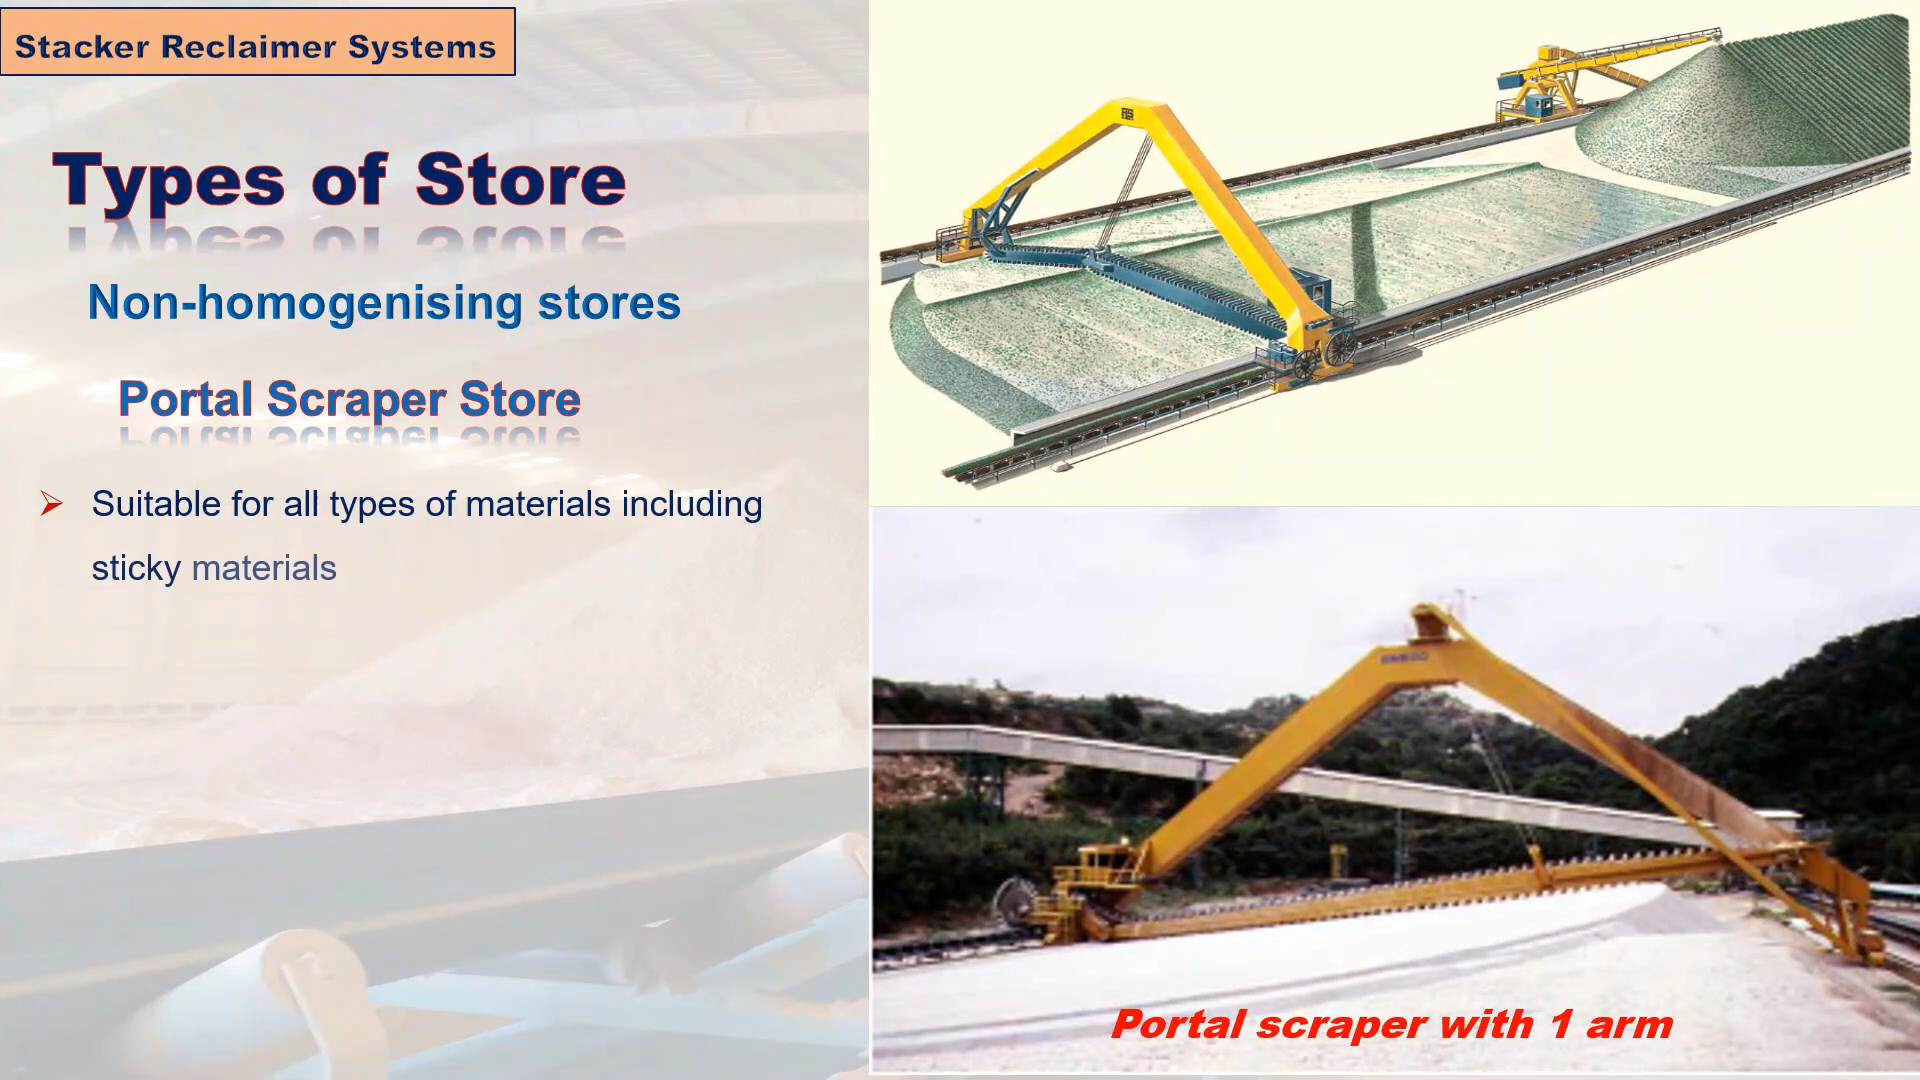 Stacker Reclaimer Systems
Types of Store
Non-homogenising stores
Portal Scraper Store
Suitable for all types of materials including
sticky materials
Portal scraper with 1 arm